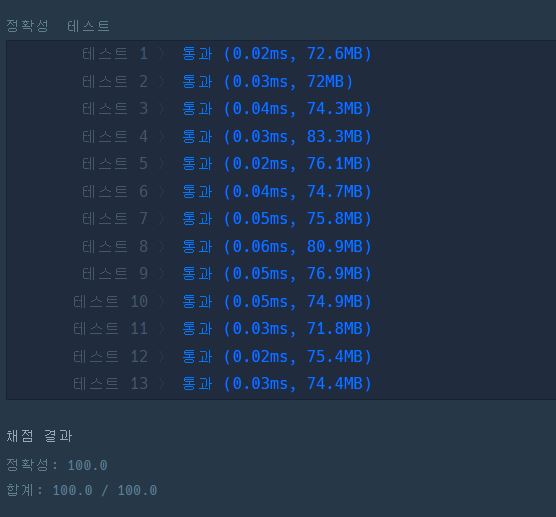 정확성 테스트
테스트 1 〉 통과 (0.02ms, 72.6MB)
테스트 2 〉 통과 (0.03ms, 72MB)
테스트 3 〉 통과 (0.04ms, 74.3MB)
테스트 4 〉 통과 (0.03ms, 83.3MB)
테스트 5 〉 통과 (0.02ms, 76.1MB)
테스트 6 〉 통과 (0.04ms, 74.7MB)
테스트 7 〉 통과 (0.05ms, 75.8MB)
테스트 8 〉 통과 (0.06ms, 80.9MB)
테스트 9 〉 통과 (0.05ms, 76.9MB)
테스트 10 〉 통과 (0.05ms, 74.9MB)
테스트 11 〉 통과 (0.03ms, 71.8MB)
테스트 12 〉 통과 (0.02ms, 75.4MB)
테스트 13 〉 통과 (0.03ms, 74.4MB)
채점 결과
정확성: 100.0
합계: 100.0 / 100.0